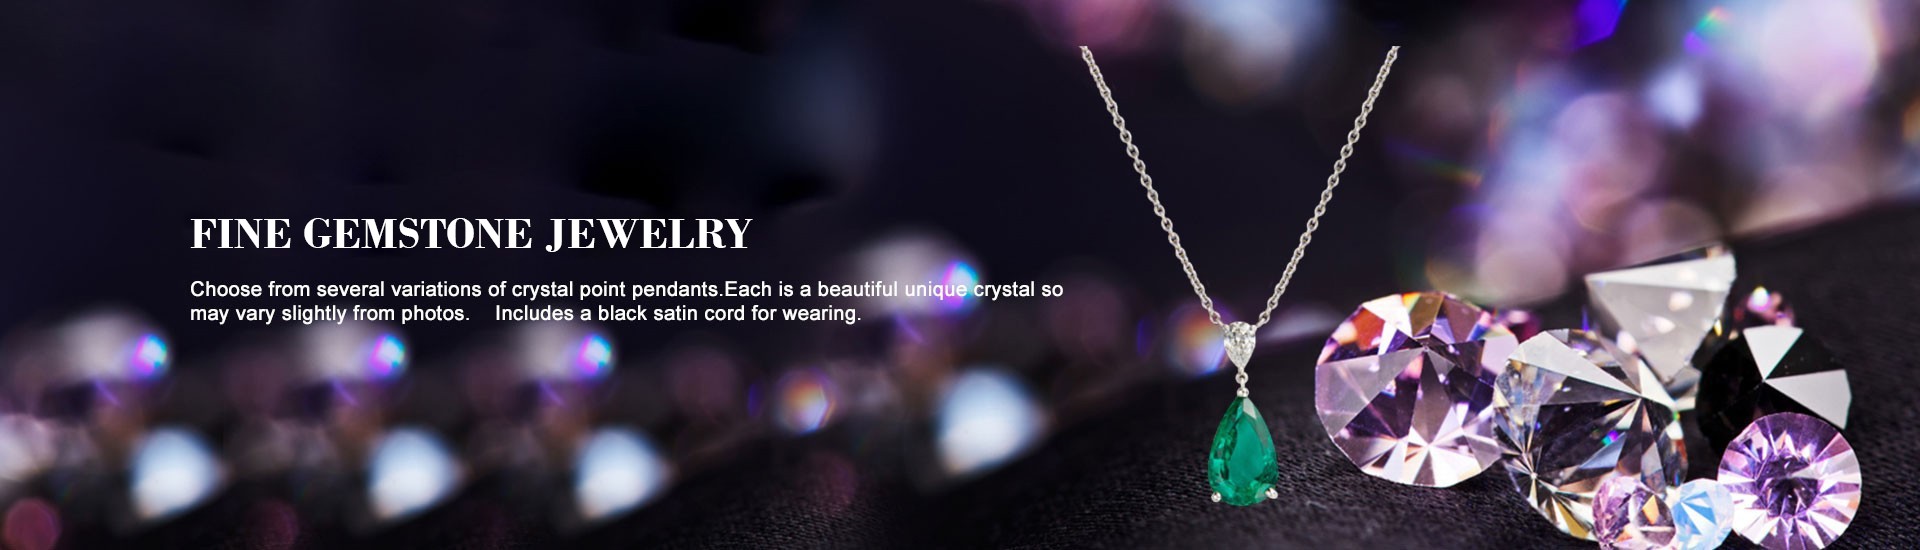 FINE GEMSTONE JEWELRY
Choose from several variations of crystal point pendants.Each is a beautiful unique crystal so
may vary slightly from photos.    Includes a black satin cord for wearing.